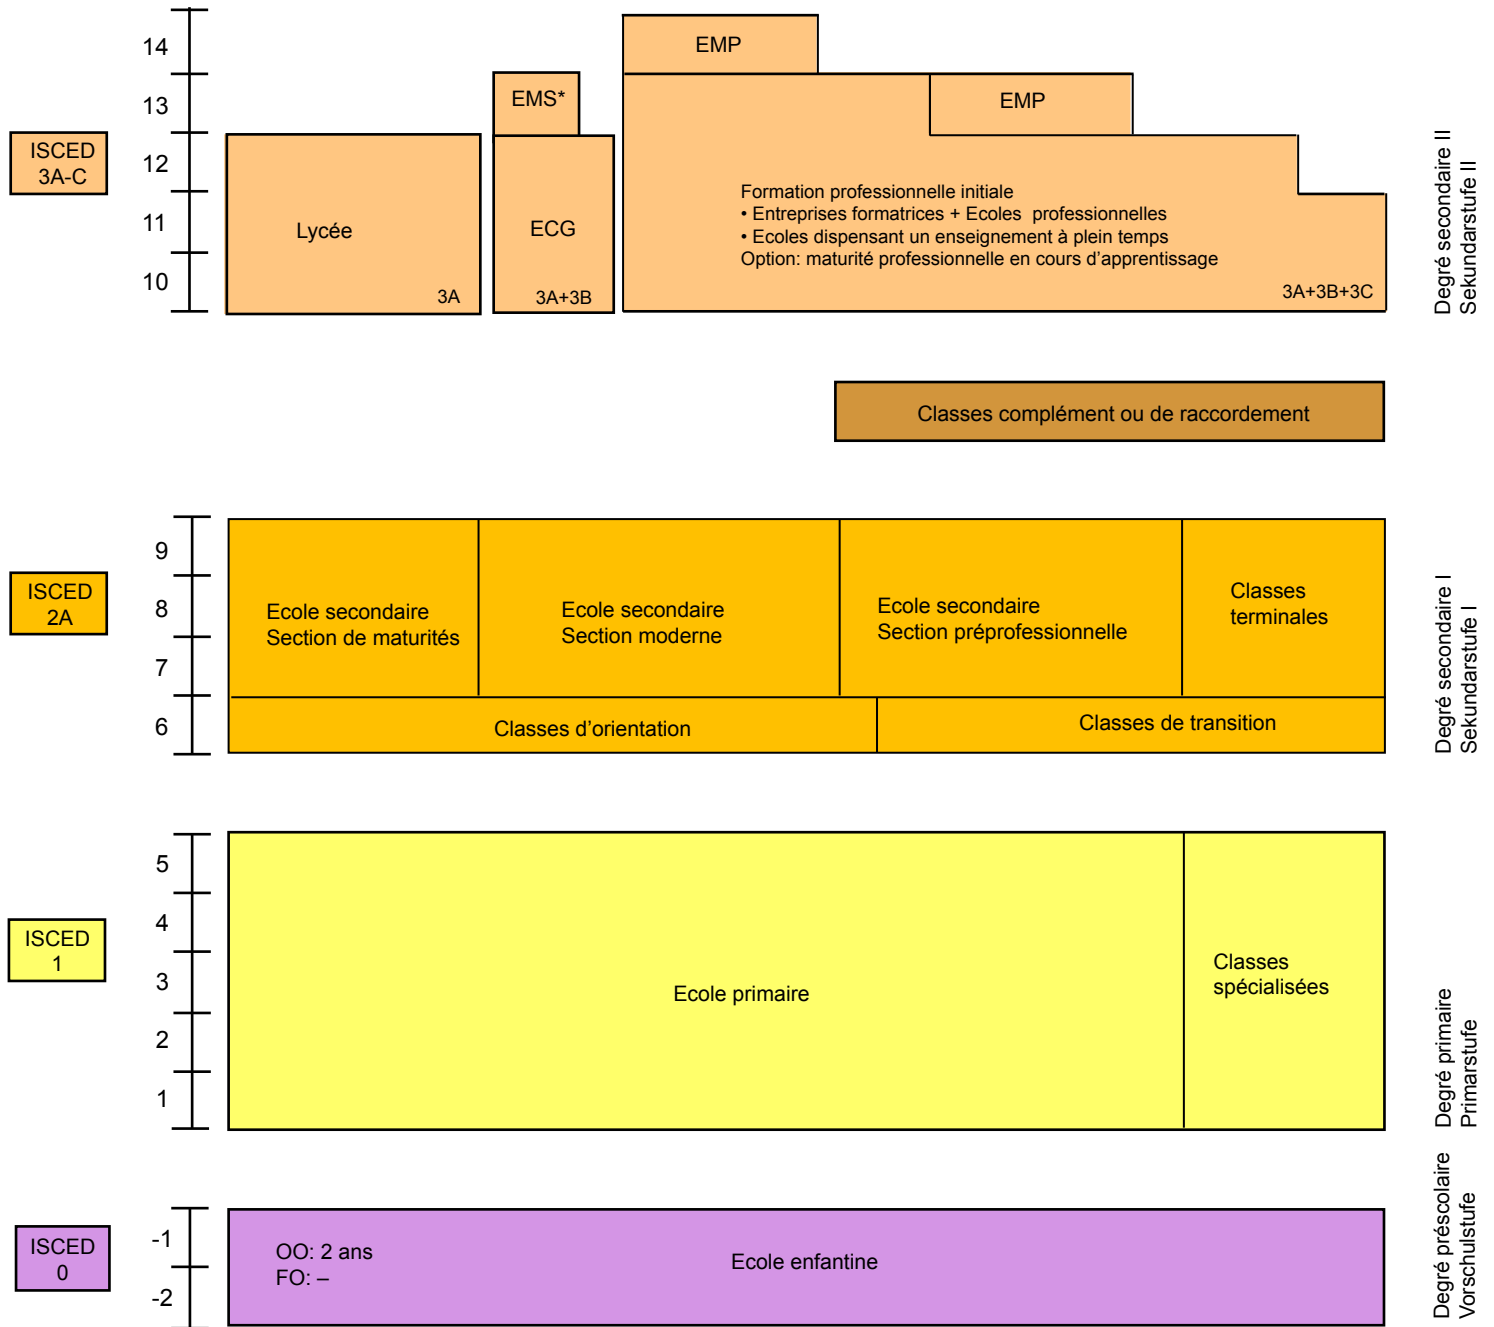 14
EMP
13
EMS*
EMP
ISCED
3A-C
12
11
10
Lycée
3A
ECG
3A+3B
Formation professionnelle initiale
• Entreprises formatrices + Ecoles professionnelles
• Ecoles dispensant un enseignement à plein temps
Option: maturité professionnelle en cours d'apprentissage
3A+3B+3C
Degré secondaire II
Sekundarstufe II
Classes complément ou de raccordement
ISCED
2A
9
8
7
6
Ecole secondaire
Section de maturités
Ecole secondaire
Section moderne
Ecole secondaire
Section préprofessionnelle
Classes
terminales
Classes d'orientation
Classes de transition
Degré secondaire I
Sekundarstufe I
ISCED
1
5
4
3
2
1
Ecole primaire
Classes
spécialisées
Degré primaire
Primarstufe
ISCED
0
-1
-2
OO: 2 ans
FO: –
Ecole enfantine
Degré préscolaire
Vorschulstufe